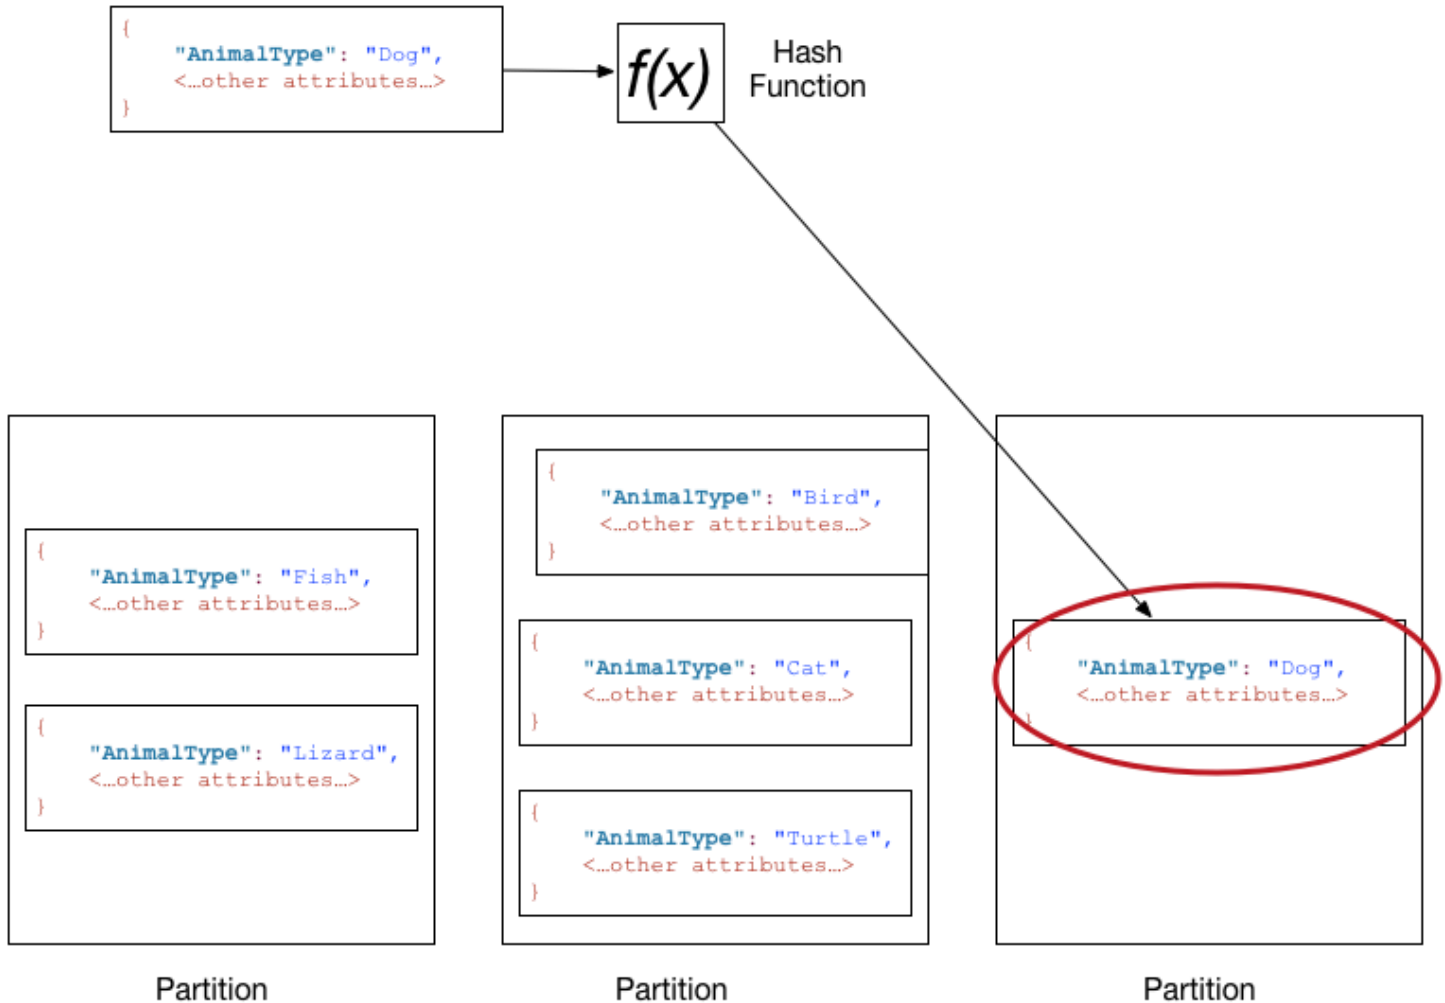 {
"AnimalType": "Dog",
<…other attributes…>
}
f(x)
Hash
Function
{
"AnimalType": "Fish",
<…other attributes…>
}
{
"AnimalType": "Lizard",
<…other attributes…>
}
Partition
{
"AnimalType": "Bird",
<…other attributes…>
}
{
"AnimalType": "Cat",
<…other attributes…>
}
{
"AnimalType": "Turtle",
<…other attributes…>
}
Partition
{
"AnimalType": "Dog",
<…other attributes…>
}
Partition